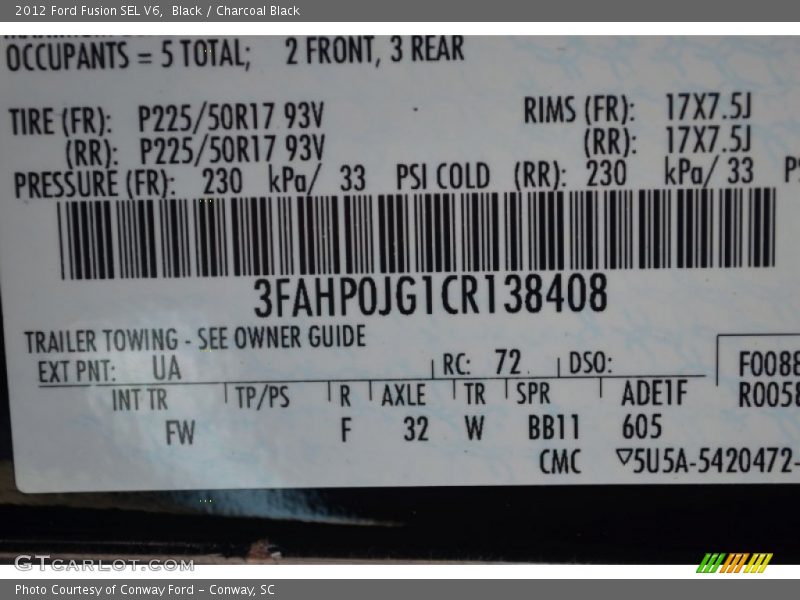 2012 Ford Fusion SEL V6, Black / Charcoal Black
OCCUPANTS = 5 TOTAL; 2 FRONT, 3 REAR
TIRE (FR): P225/50R17 93V RIMS (FR): 17X7.5J
(RR): P225/50R17 93V (RR): 17X7.5J
PRESSURE (FR): 230 kPa/ 33 PSI COLD (RR): 230 kPa/ 33
3FAHP0JG1CR138408
TRAILER TOWING - SEE OWNER GUIDE
EXT PNT: UA RC: 72 DSO: F0088
INT TR TP/PS R AXLE TR SPR ADE1F R0058
FW F 32 W BB11 605
CMC ▽5U5A-5420472-
GTCARLOT.COM
Photo Courtesy of Conway Ford - Conway, SC